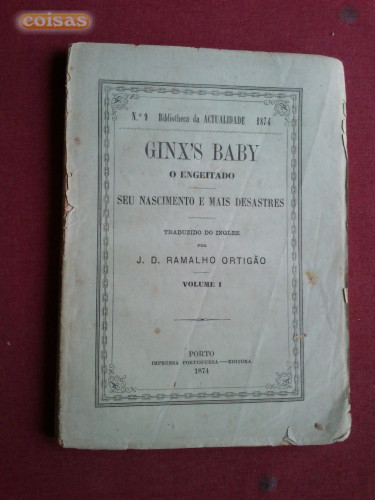 coisas
N.º 9 Bibliotheca da ACTUALIDADE 1874
GINX'S BABY
O ENGEITADO
SEU NASCIMENTO E MAIS DESASTRES
TRADUZIDO DO INGLEZ
POR
J. D. RAMALHO ORTIGÃO
VOLUME I
PORTO
IMPRENSA PORTUGUEZA—EDITORA
1874